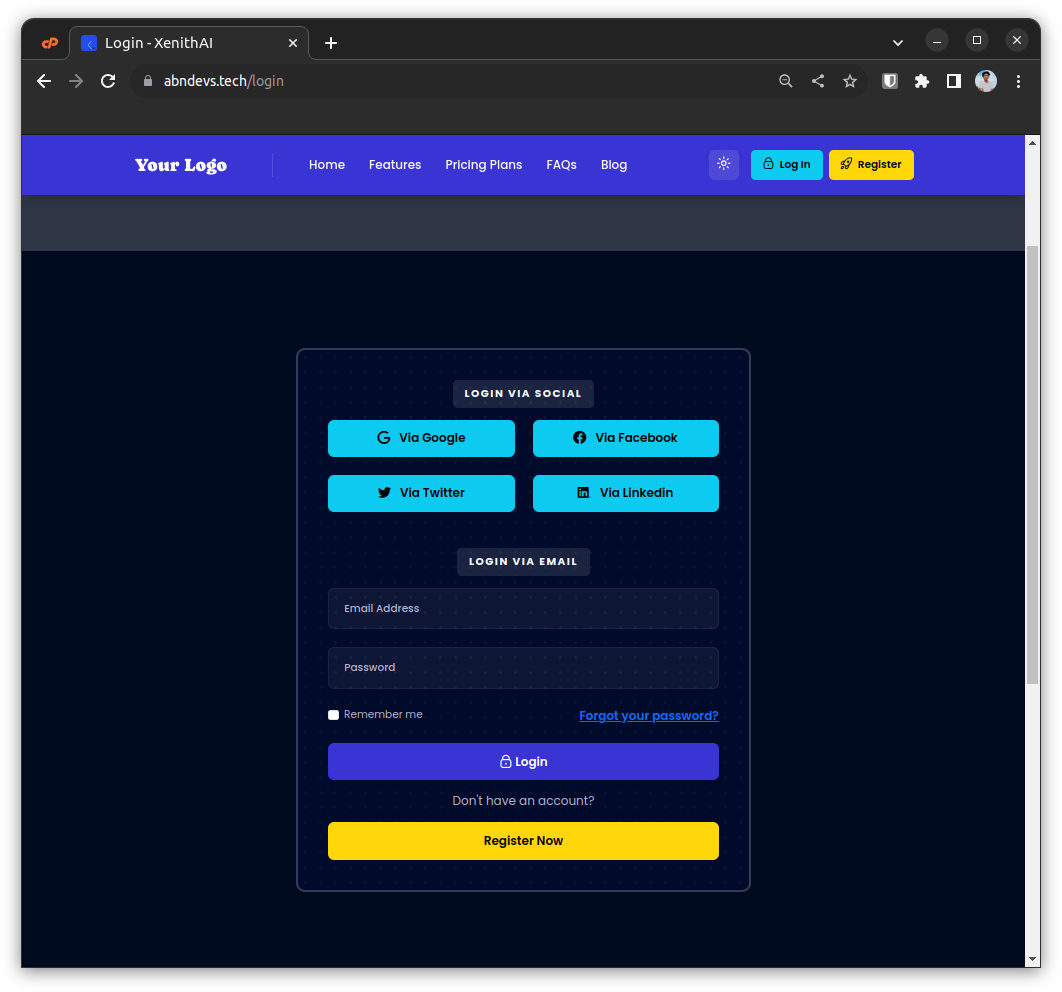 Login - XenithAI
abndevs.tech/login
Your Logo
Home Features Pricing Plans FAQs Blog Log In Register
LOGIN VIA SOCIAL
Via Google Via Facebook
Via Twitter Via Linkedin
LOGIN VIA EMAIL
Email Address
Password
Remember me Forgot your password?
Login
Don't have an account?
Register Now